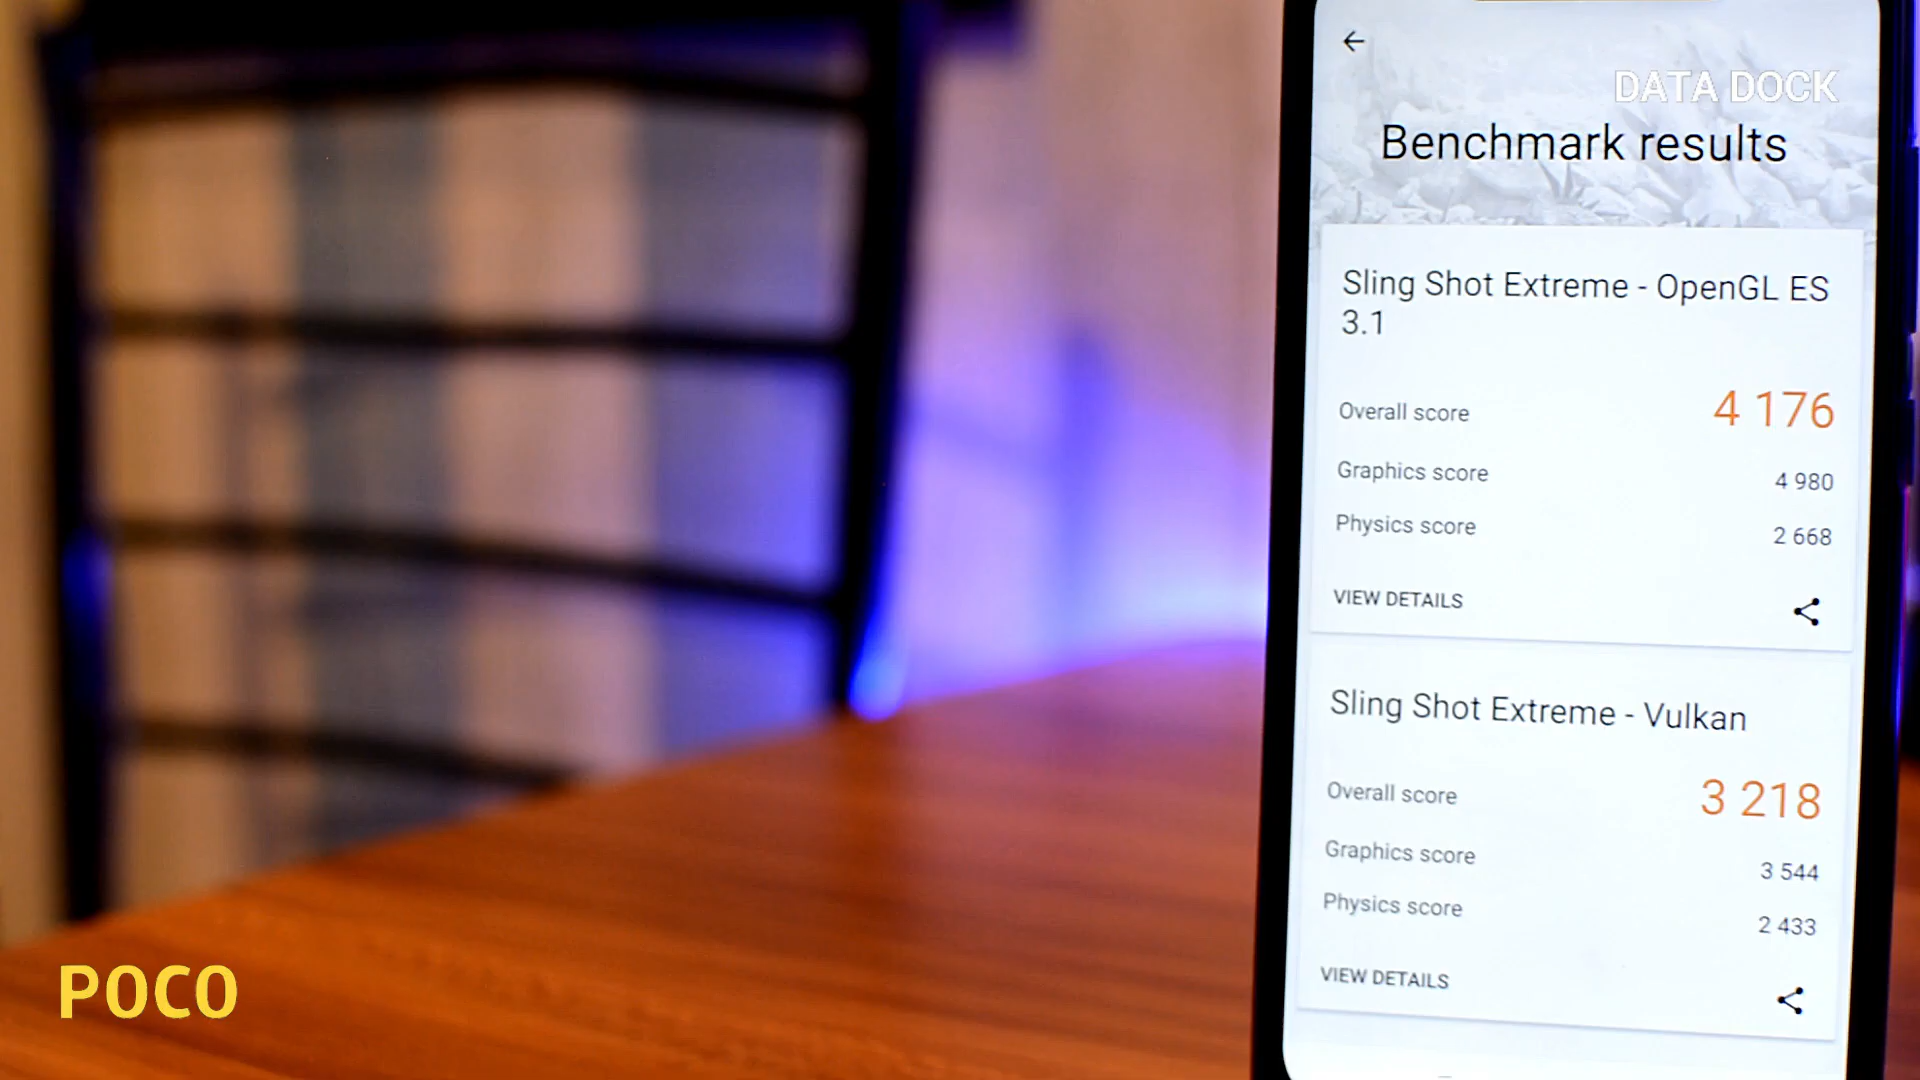 DATA DOCK
Benchmark results
Sling Shot Extreme - OpenGL ES
3.1
Overall score 4 176
Graphics score 4 980
Physics score 2 668
VIEW DETAILS
Sling Shot Extreme - Vulkan
Overall score 3 218
Graphics score 3 544
Physics score 2 433
VIEW DETAILS
POCO